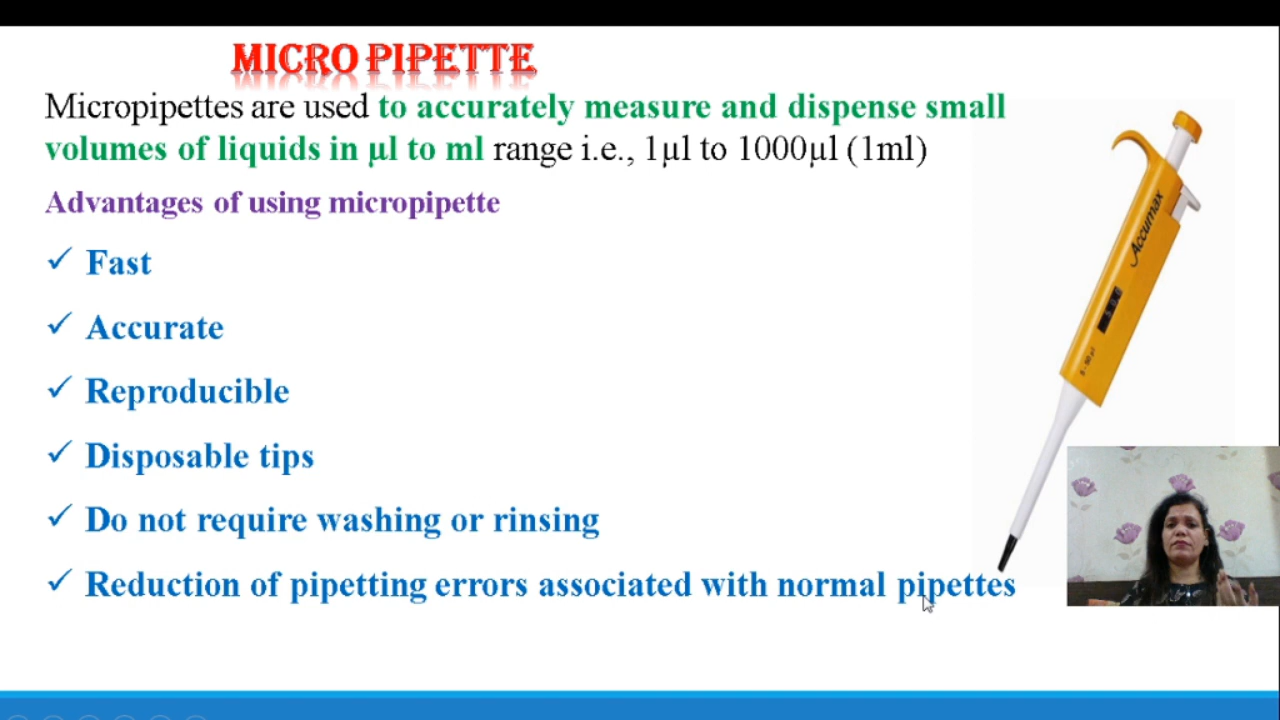 MICRO PIPETTE
Micropipettes are used to accurately measure and dispense small
volumes of liquids in µl to ml range i.e., 1µl to 1000µl (1ml)
Advantages of using micropipette
✓ Fast
✓ Accurate
✓ Reproducible
✓ Disposable tips
✓ Do not require washing or rinsing
✓ Reduction of pipetting errors associated with normal pipettes
Accumax